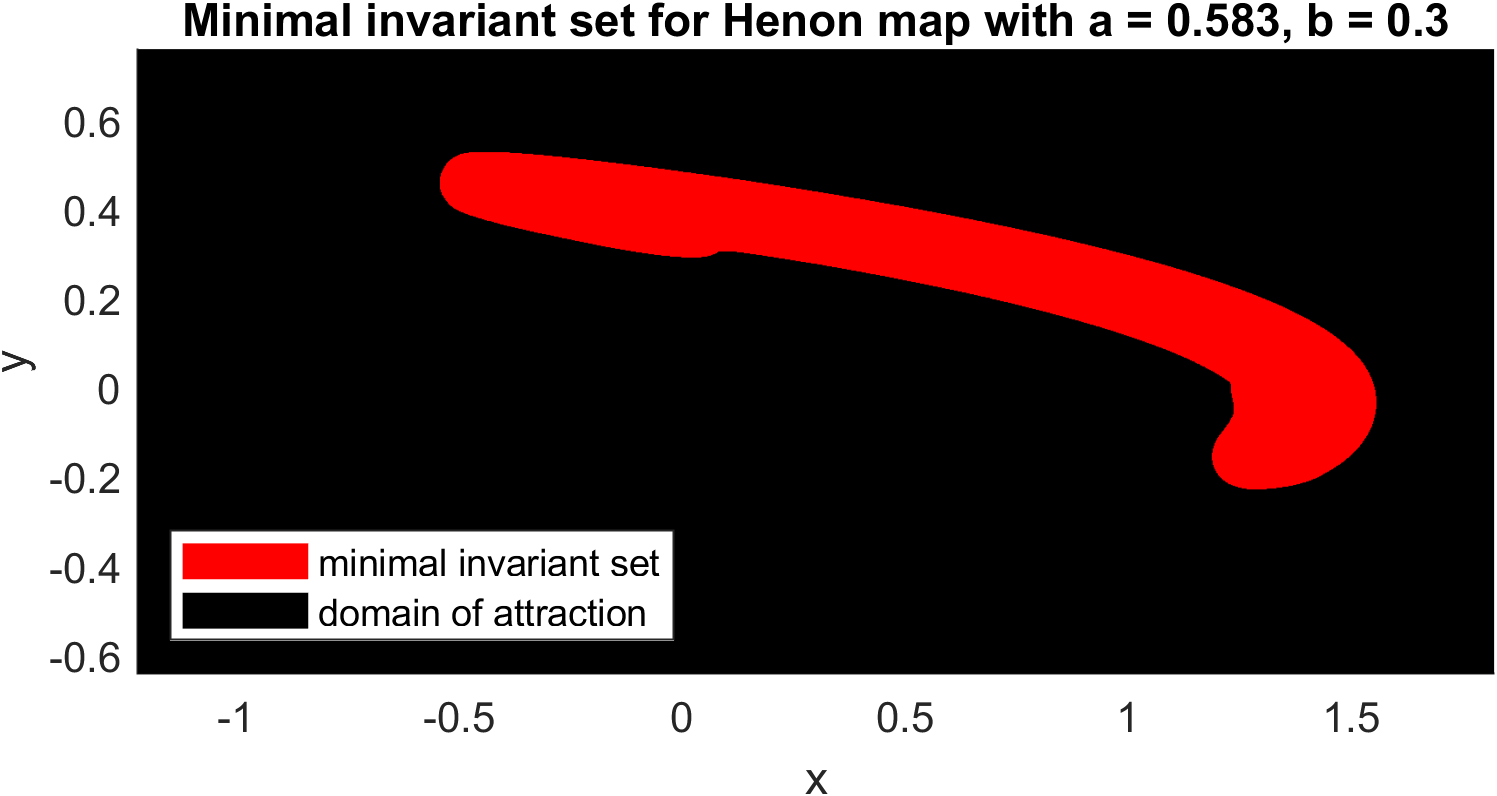 Minimal invariant set for Henon map with a = 0.583, b = 0.3
0.6
0.4
0.2
0
-0.2
-0.4
-0.6
y
minimal invariant set
domain of attraction
-1 -0.5 0 0.5 1 1.5
x